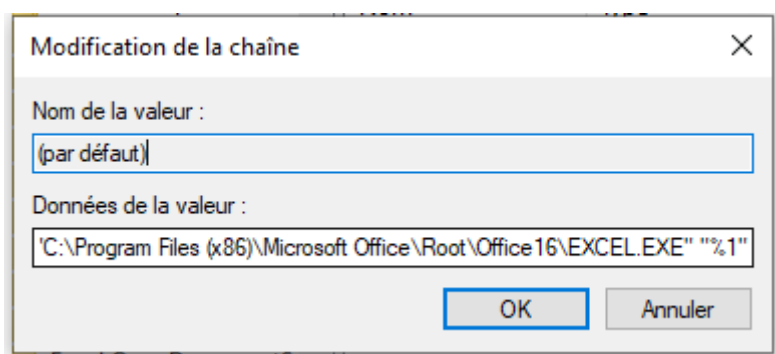 Modification de la chaîne
Nom de la valeur :
(par défaut)
Données de la valeur :
"C:\Program Files (x86)\Microsoft Office\Root\Office16\EXCEL.EXE" "%1"
OK
Annuler